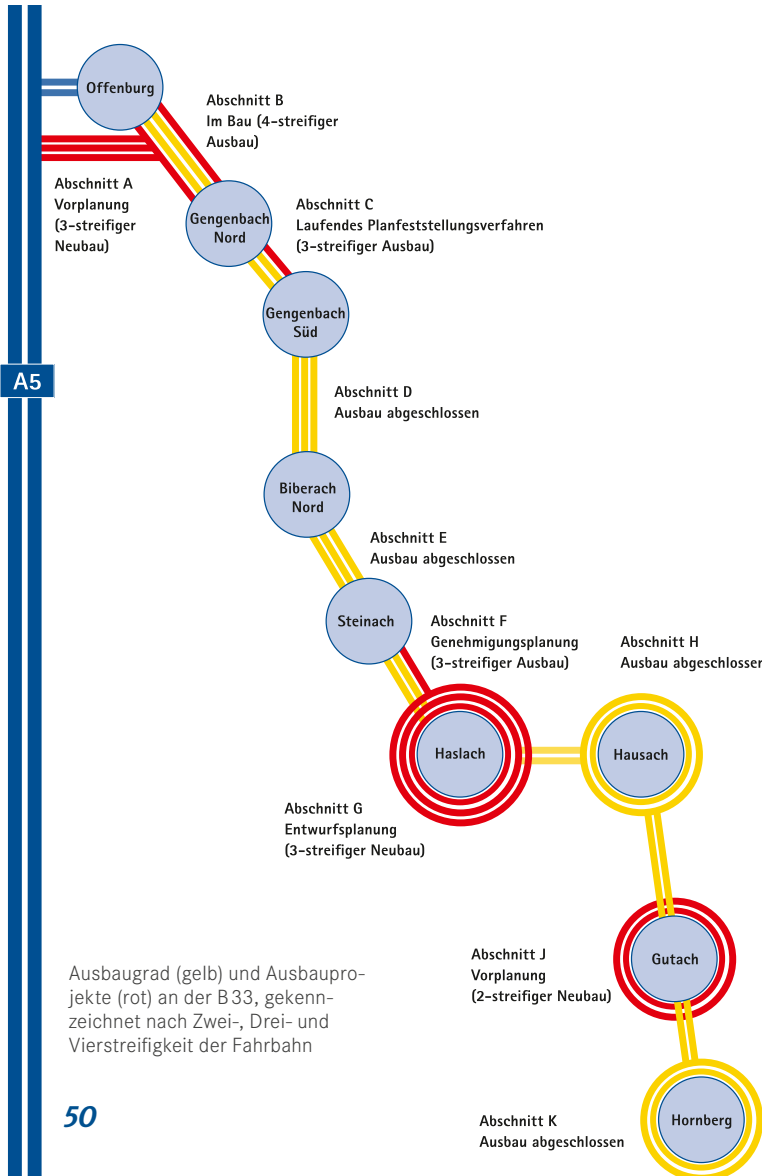 Offenburg
Abschnitt B
Im Bau (4-streifiger
Ausbau)
Abschnitt A
Vorplanung
(3-streifiger
Neubau)
Gengenbach
Nord
Abschnitt C
Laufendes Planfeststellungsverfahren
(3-streifiger Ausbau)
Gengenbach
Süd
A5
Abschnitt D
Ausbau abgeschlossen
Biberach
Nord
Abschnitt E
Ausbau abgeschlossen
Steinach
Abschnitt F
Genehmigungsplanung
(3-streifiger Ausbau)
Abschnitt H
Ausbau abgeschlossen
Haslach
Hausach
Abschnitt G
Entwurfsplanung
(3-streifiger Neubau)
Abschnitt J
Vorplanung
(2-streifiger Neubau)
Gutach
Ausbaugrad (gelb) und Ausbaupro-
jekte (rot) an der B 33, gekenn-
zeichnet nach Zwei-, Drei- und
Vierstreifigkeit der Fahrbahn
50
Abschnitt K
Ausbau abgeschlossen
Hornberg